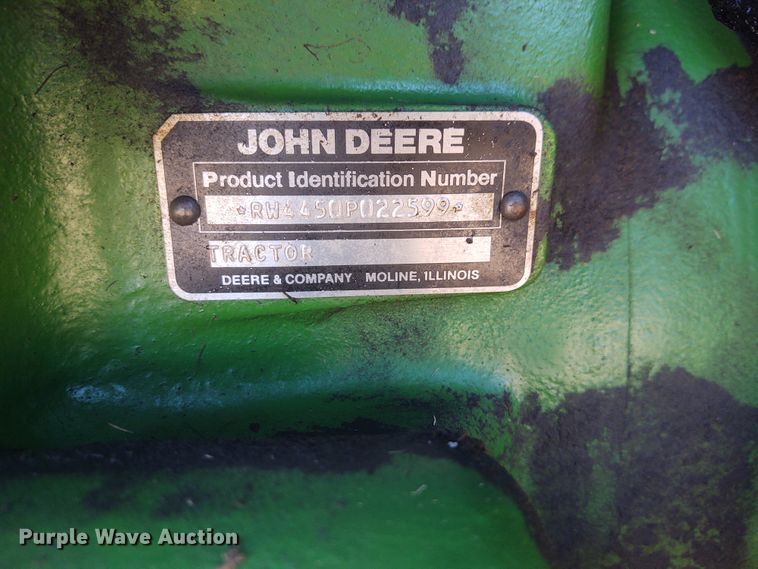 JOHN DEERE
Product Identification Number
*RW4450P022599*
TRACTOR
DEERE & COMPANY MOLINE, ILLINOIS
Purple Wave Auction